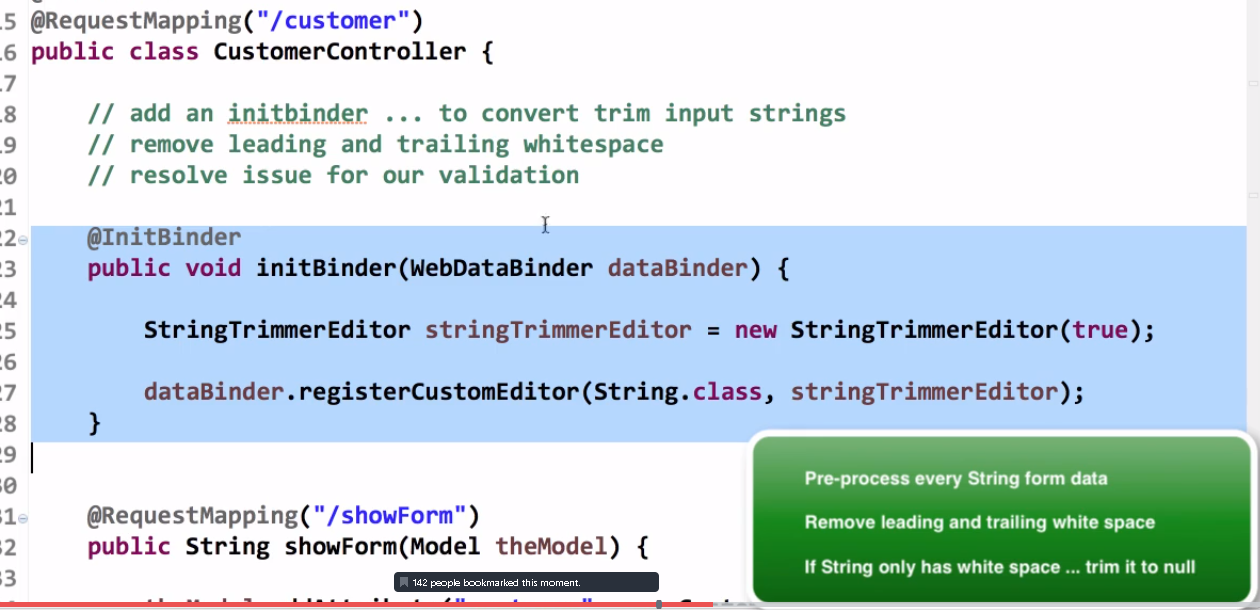 15 @RequestMapping("/customer")
16 public class CustomerController {
17
18 // add an initbinder ... to convert trim input strings
19 // remove leading and trailing whitespace
20 // resolve issue for our validation
21
22 @InitBinder
23 public void initBinder(WebDataBinder dataBinder) {
24
25 StringTrimmerEditor stringTrimmerEditor = new StringTrimmerEditor(true);
26
27 dataBinder.registerCustomEditor(String.class, stringTrimmerEditor);
28 }
29
30
31 @RequestMapping("/showForm")
32 public String showForm(Model theModel) {
33
Pre-process every String form data
Remove leading and trailing white space
If String only has white space ... trim it to null
142 people bookmarked this moment.